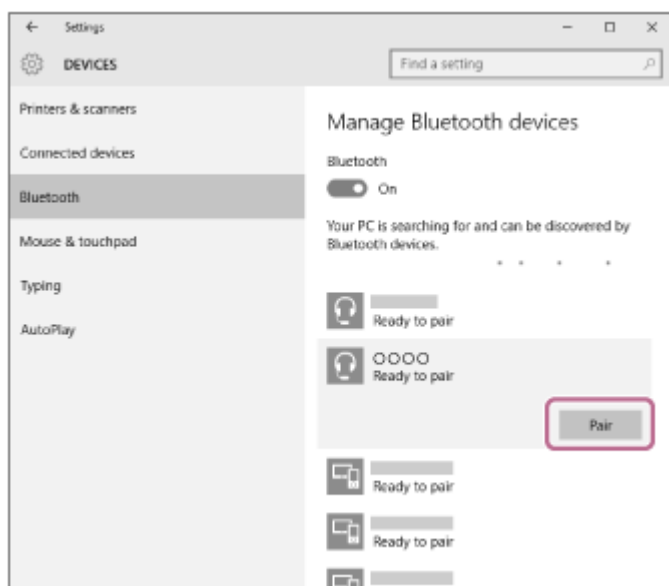 Settings
DEVICES
Find a setting
Printers & scanners
Connected devices
Bluetooth
Mouse & touchpad
Typing
AutoPlay
Manage Bluetooth devices
Bluetooth
On
Your PC is searching for and can be discovered by
Bluetooth devices.
Ready to pair
OOOO
Ready to pair
Pair
Ready to pair
Ready to pair